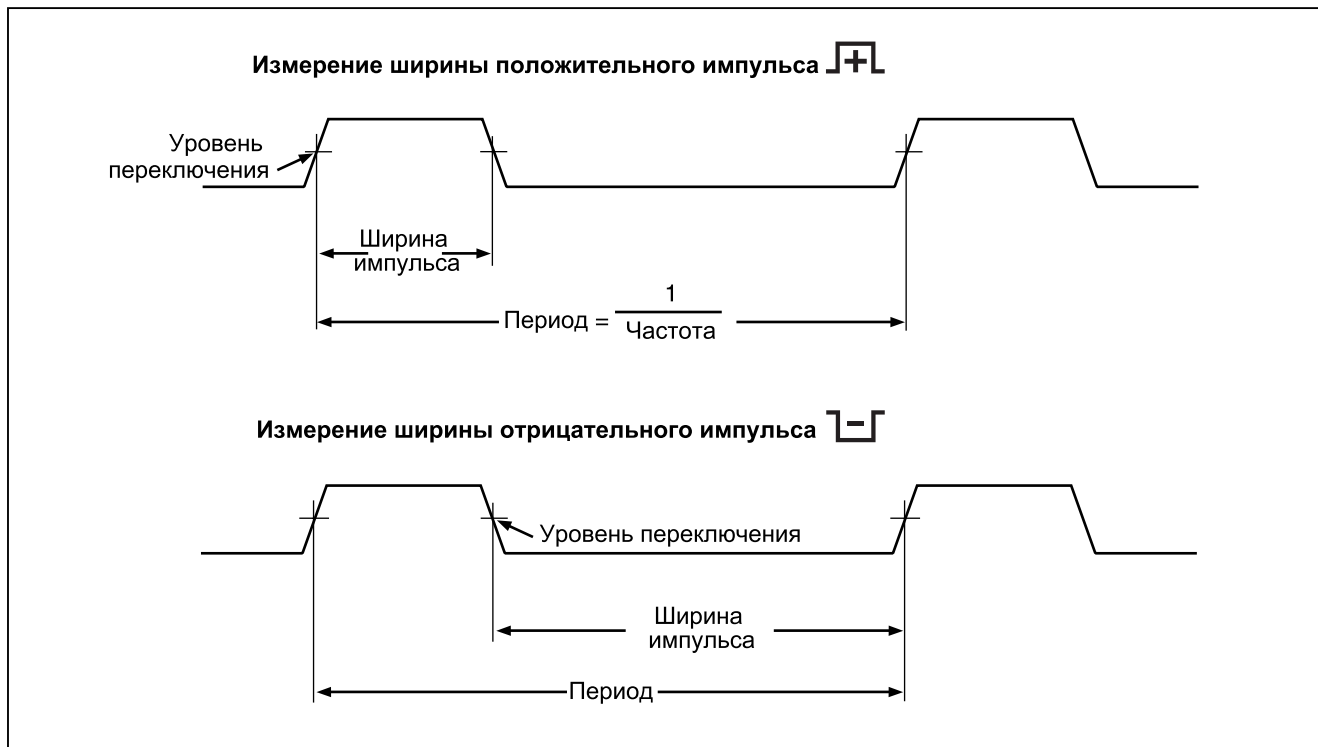 Измерение ширины положительного импульса +
Уровень
переключения
Ширина
импульса
Период = 1
Частота
Измерение ширины отрицательного импульса -
Уровень переключения
Ширина
импульса
Период